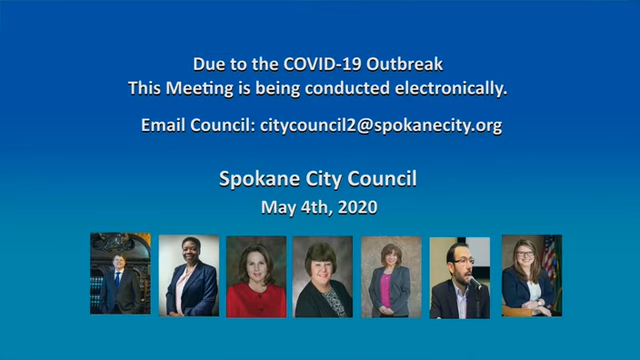 Due to the COVID-19 Outbreak
This Meeting is being conducted electronically.
Email Council: citycouncil2@spokanecity.org
Spokane City Council
May 4th, 2020